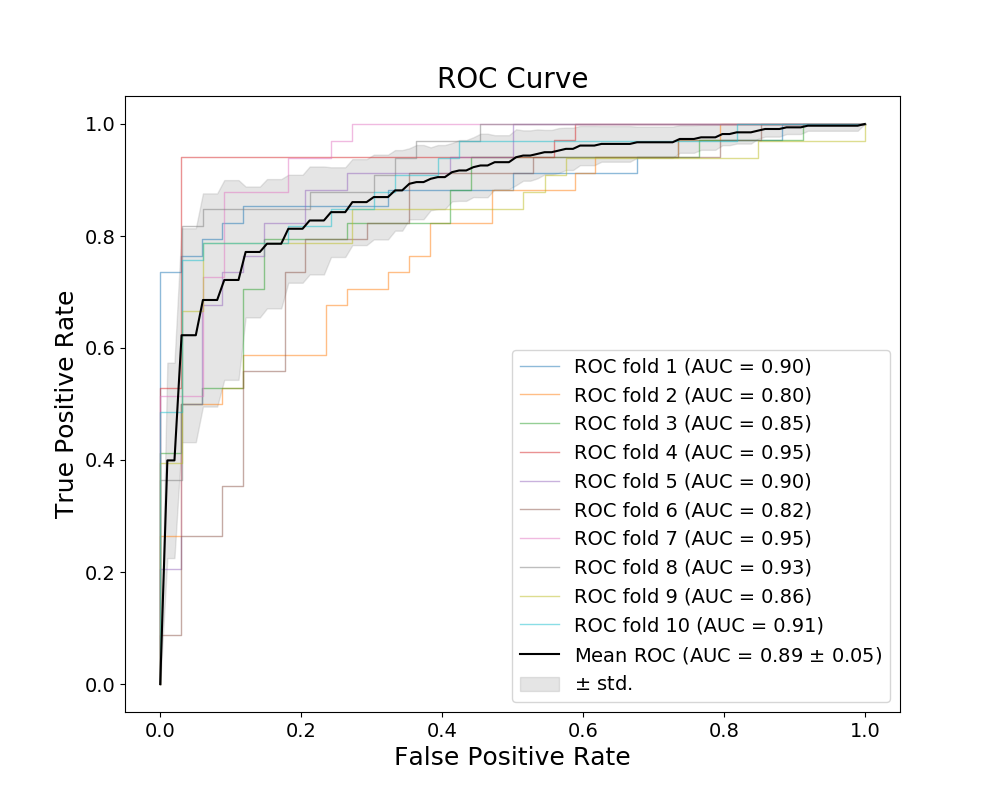 ROC Curve
1.0
0.8
0.6
0.4
0.2
0.0
True Positive Rate
ROC fold 1 (AUC = 0.90)
ROC fold 2 (AUC = 0.80)
ROC fold 3 (AUC = 0.85)
ROC fold 4 (AUC = 0.95)
ROC fold 5 (AUC = 0.90)
ROC fold 6 (AUC = 0.82)
ROC fold 7 (AUC = 0.95)
ROC fold 8 (AUC = 0.93)
ROC fold 9 (AUC = 0.86)
ROC fold 10 (AUC = 0.91)
Mean ROC (AUC = 0.89 ± 0.05)
± std.
0.0 0.2 0.4 0.6 0.8 1.0
False Positive Rate